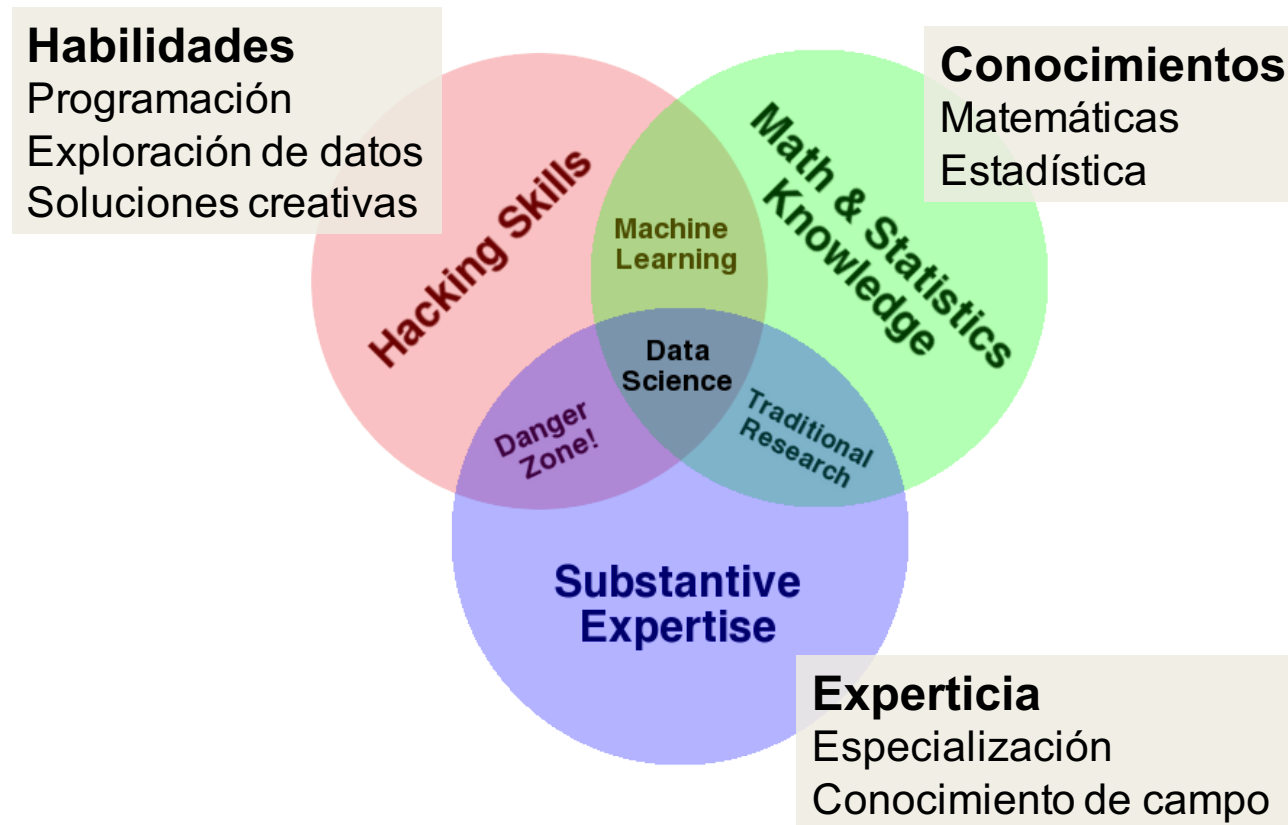 Habilidades
Programación
Exploración de datos
Soluciones creativas
Conocimientos
Matemáticas
Estadística
Hacking Skills
Math & Statistics
Knowledge
Machine
Learning
Data
Science
Danger
Zone!
Traditional
Research
Substantive
Expertise
Experticia
Especialización
Conocimiento de campo